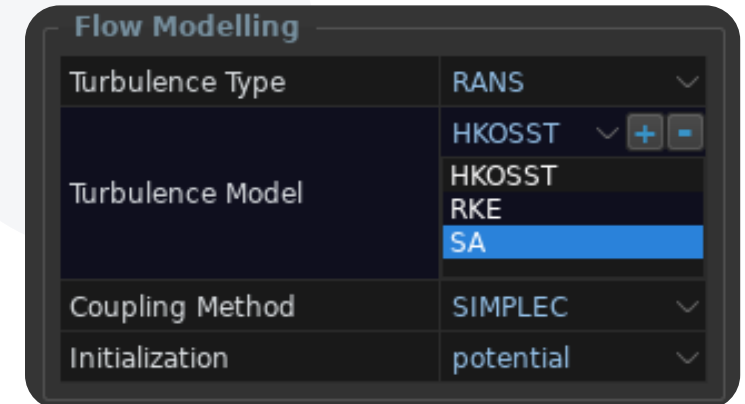 Flow Modelling
Turbulence Type RANS
Turbulence Model HKOSST + -
HKOSST
RKE
SA
Coupling Method SIMPLEC
Initialization potential